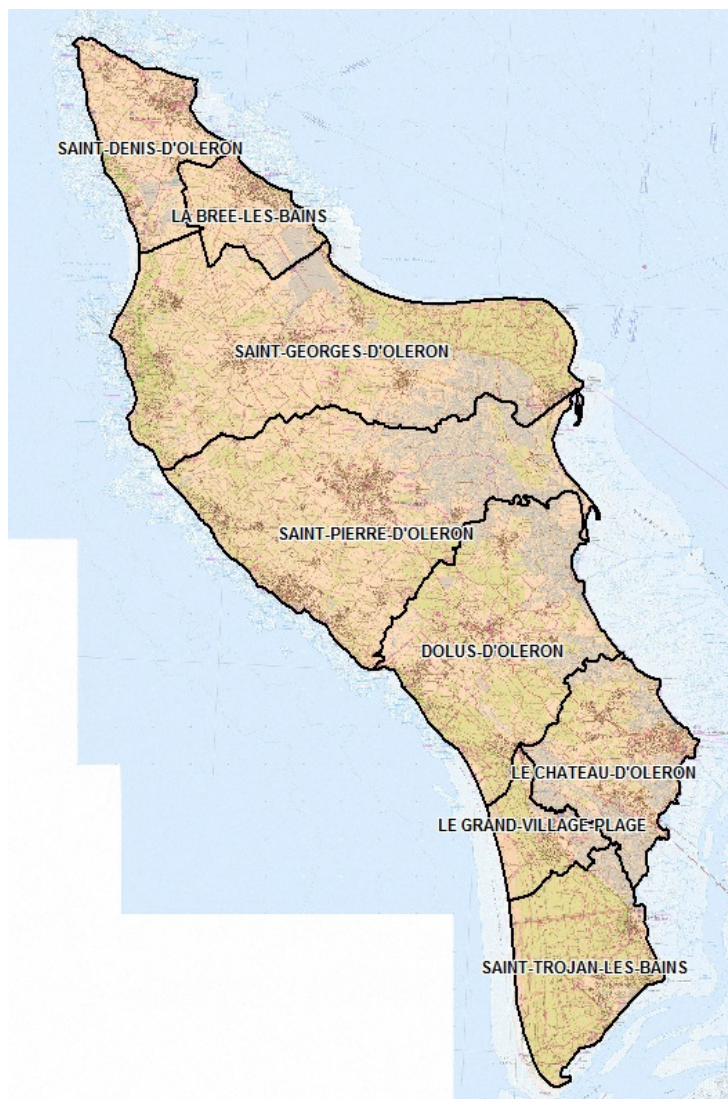 SAINT-DENIS-D'OLERON
LA BREE-LES-BAINS
SAINT-GEORGES-D'OLERON
SAINT-PIERRE-D'OLERON
DOLUS-D'OLERON
LE CHATEAU-D'OLERON
LE GRAND-VILLAGE-PLAGE
SAINT-TROJAN-LES-BAINS